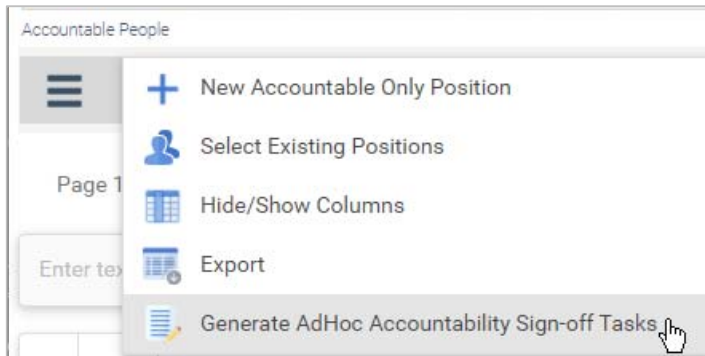 Accountable People
New Accountable Only Position
Select Existing Positions
Page 1
Hide/Show Columns
Export
Enter tex
Generate AdHoc Accountability Sign-off Tasks